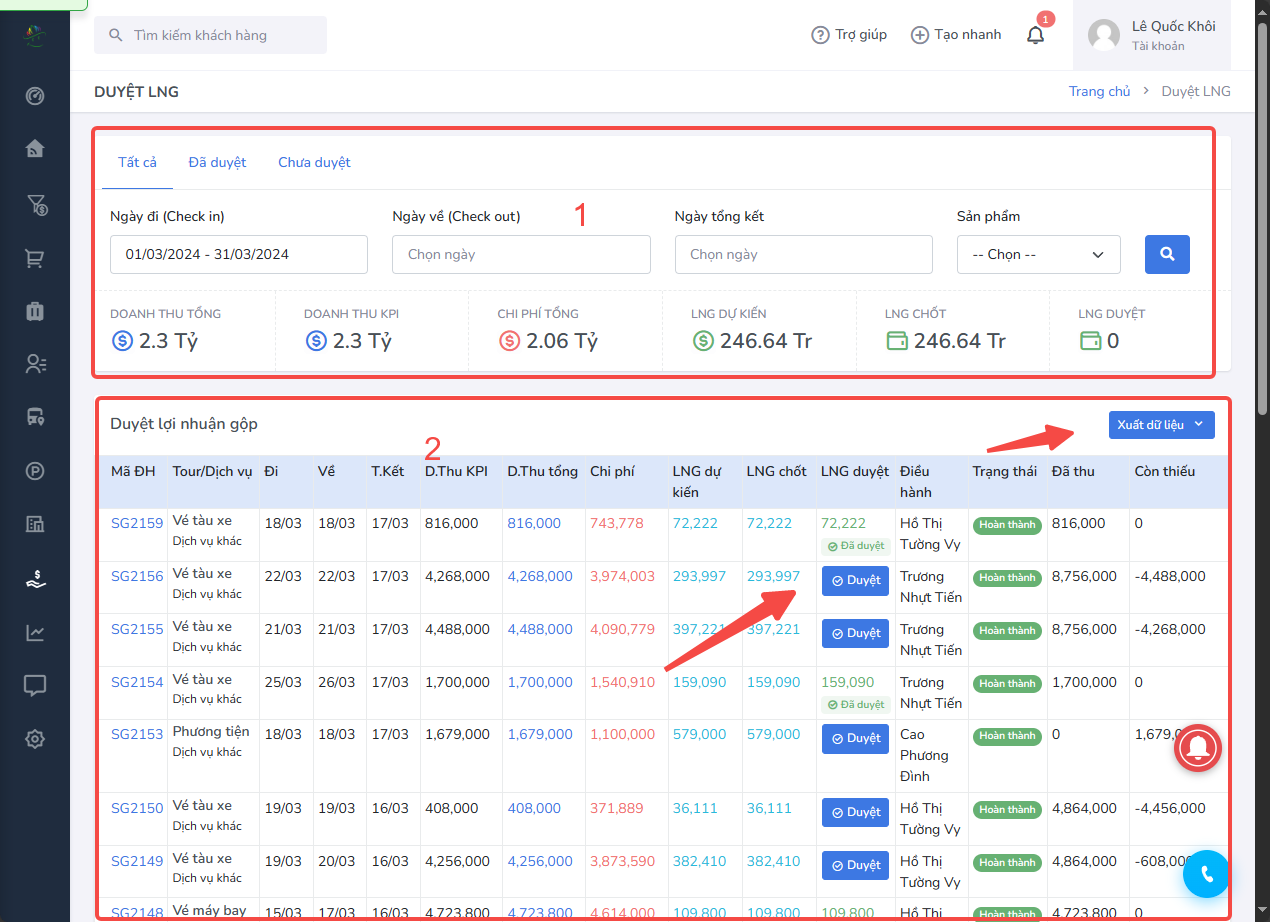 Tìm kiếm khách hàng
Trợ giúp
Tạo nhanh
1
Lê Quốc Khôi
Tài khoản
DUYỆT LNG
Trang chủ > Duyệt LNG
Tất cả Đã duyệt Chưa duyệt
Ngày đi (Check in) Ngày về (Check out) 1 Ngày tổng kết Sản phẩm
01/03/2024 - 31/03/2024 Chọn ngày Chọn ngày -- Chọn --
DOANH THU TỔNG DOANH THU KPI CHI PHÍ TỔNG LNG DỰ KIẾN LNG CHỐT LNG DUYỆT
2.3 Tỷ 2.3 Tỷ 2.06 Tỷ 246.64 Tr 246.64 Tr 0
Duyệt lợi nhuận gộp
2
Xuất dữ liệu
Mã ĐH Tour/Dịch vụ Đi Về T.Kết D.Thu KPI D.Thu tổng Chi phí LNG dự LNG chốt LNG duyệt Điều Trạng thái Đã thu Còn thiếu
kiến hành
SG2159 Vé tàu xe 18/03 18/03 17/03 816,000 816,000 743,778 72,222 72,222 72,222 Hồ Thị Hoàn thành 816,000 0
Dịch vụ khác Đã duyệt Tường Vy
SG2156 Vé tàu xe 22/03 22/03 17/03 4,268,000 4,268,000 3,974,003 293,997 293,997 Duyệt Trương Hoàn thành 8,756,000 -4,488,000
Dịch vụ khác Nhựt Tiến
SG2155 Vé tàu xe 21/03 21/03 17/03 4,488,000 4,488,000 4,090,779 397,221 397,221 Duyệt Trương Hoàn thành 8,756,000 -4,268,000
Dịch vụ khác Nhựt Tiến
SG2154 Vé tàu xe 25/03 26/03 17/03 1,700,000 1,700,000 1,540,910 159,090 159,090 159,090 Trương Hoàn thành 1,700,000 0
Dịch vụ khác Đã duyệt Nhựt Tiến
SG2153 Phương tiện 18/03 18/03 17/03 1,679,000 1,679,000 1,100,000 579,000 579,000 Duyệt Cao Hoàn thành 0
Dịch vụ khác Phương
Đình
SG2150 Vé tàu xe 19/03 19/03 16/03 408,000 408,000 371,889 36,111 36,111 Duyệt Hồ Thị Hoàn thành 4,864,000 -4,456,000
Dịch vụ khác Tường Vy
SG2149 Vé tàu xe 19/03 20/03 16/03 4,256,000 4,256,000 3,873,590 382,410 382,410 Duyệt Hồ Thị Hoàn thành 4,864,000 -608,000
Dịch vụ khác Tường Vy
SG2148 Vé máy bay 15/03 17/03 16/03 4,723,800 4,723,800 4,614,000 109,800 109,800 109,800 Hồ Thị Hoàn thành 4,723,800 0